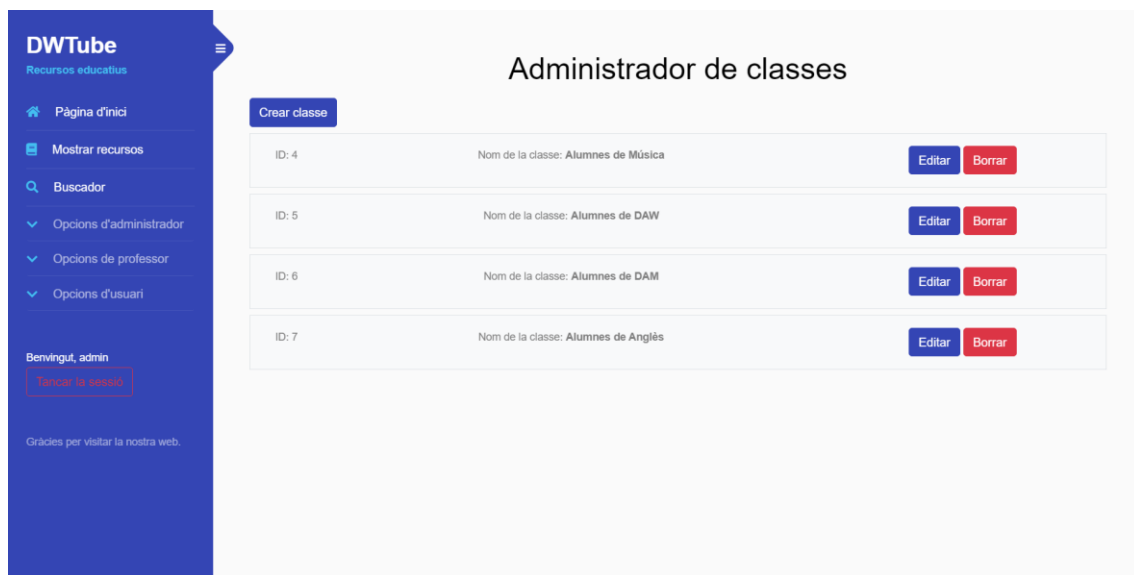 DWTube
Recursos educatius
Pàgina d'inici
Mostrar recursos
Buscador
Opcions d'administrador
Opcions de professor
Opcions d'usuari
Benvingut, admin
Tancar la sessió
Gràcies per visitar la nostra web.
Administrador de classes
Crear classe
ID: 4 Nom de la classe: Alumnes de Música Editar Borrar
ID: 5 Nom de la classe: Alumnes de DAW Editar Borrar
ID: 6 Nom de la classe: Alumnes de DAM Editar Borrar
ID: 7 Nom de la classe: Alumnes de Anglès Editar Borrar